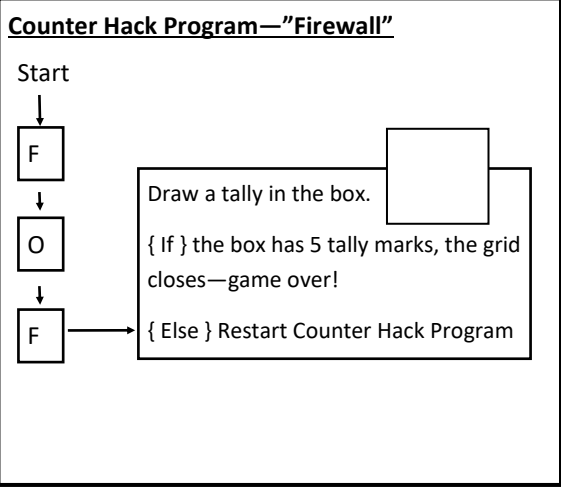 Counter Hack Program—”Firewall”
Start
F
O
F
Draw a tally in the box.
{ If } the box has 5 tally marks, the grid
closes—game over!
{ Else } Restart Counter Hack Program